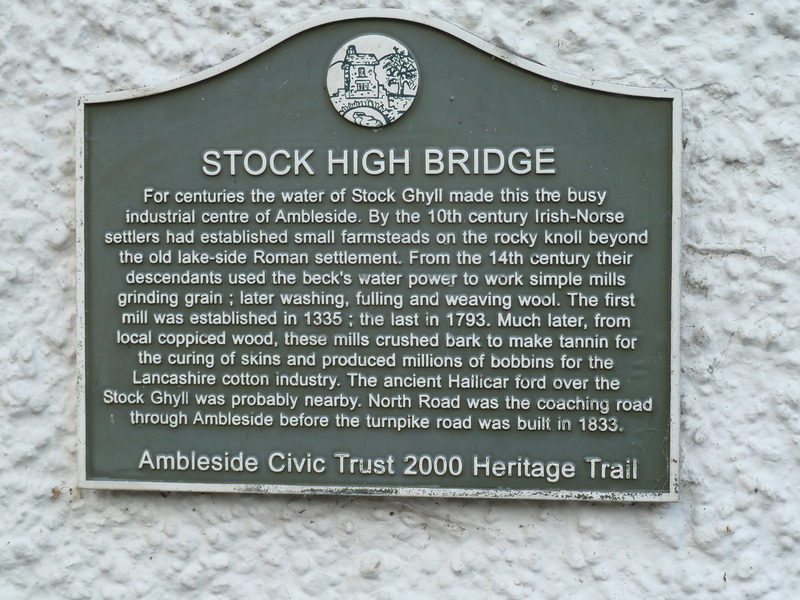 STOCK HIGH BRIDGE
For centuries the water of Stock Ghyll made this the busy
industrial centre of Ambleside. By the 10th century Irish-Norse
settlers had established small farmsteads on the rocky knoll beyond
the old lake-side Roman settlement. From the 14th century their
descendants used the beck's water power to work simple mills
grinding grain ; later washing, fulling and weaving wool. The first
mill was established in 1335 ; the last in 1793. Much later, from
local coppiced wood, these mills crushed bark to make tannin for
the curing of skins and produced millions of bobbins for the
Lancashire cotton industry. The ancient Hallicar ford over the
Stock Ghyll was probably nearby. North Road was the coaching road
through Ambleside before the turnpike road was built in 1833.
Ambleside Civic Trust 2000 Heritage Trail